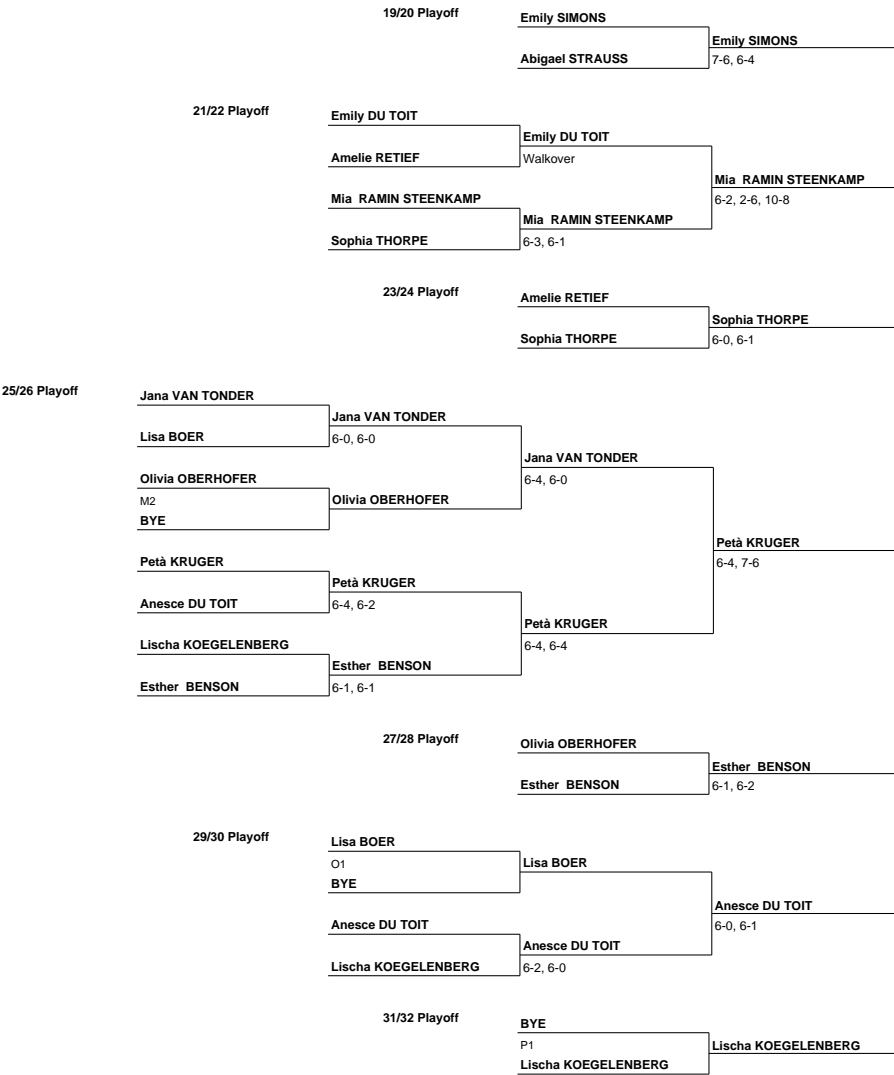 19/20 Playoff
Emily SIMONS
Emily SIMONS
Abigael STRAUSS
7-6, 6-4
21/22 Playoff
Emily DU TOIT
Emily DU TOIT
Amelie RETIEF
Walkover
Mia RAMIN STEENKAMP
Mia RAMIN STEENKAMP
6-2, 2-6, 10-8
Mia RAMIN STEENKAMP
Sophia THORPE
6-3, 6-1
23/24 Playoff
Amelie RETIEF
Sophia THORPE
Sophia THORPE
6-0, 6-1
25/26 Playoff
Jana VAN TONDER
Jana VAN TONDER
Lisa BOER
6-0, 6-0
Jana VAN TONDER
Olivia OBERHOFER
6-4, 6-0
M2
Olivia OBERHOFER
BYE
Petà KRUGER
Petà KRUGER
6-4, 7-6
Petà KRUGER
Anesce DU TOIT
6-4, 6-2
Petà KRUGER
Lischa KOEGELENBERG
6-4, 6-4
Esther BENSON
Esther BENSON
6-1, 6-1
27/28 Playoff
Olivia OBERHOFER
Esther BENSON
Esther BENSON
6-1, 6-2
29/30 Playoff
Lisa BOER
O1
Lisa BOER
BYE
Anesce DU TOIT
Anesce DU TOIT
6-0, 6-1
Anesce DU TOIT
Lischa KOEGELENBERG
6-2, 6-0
31/32 Playoff
BYE
P1
Lischa KOEGELENBERG
Lischa KOEGELENBERG